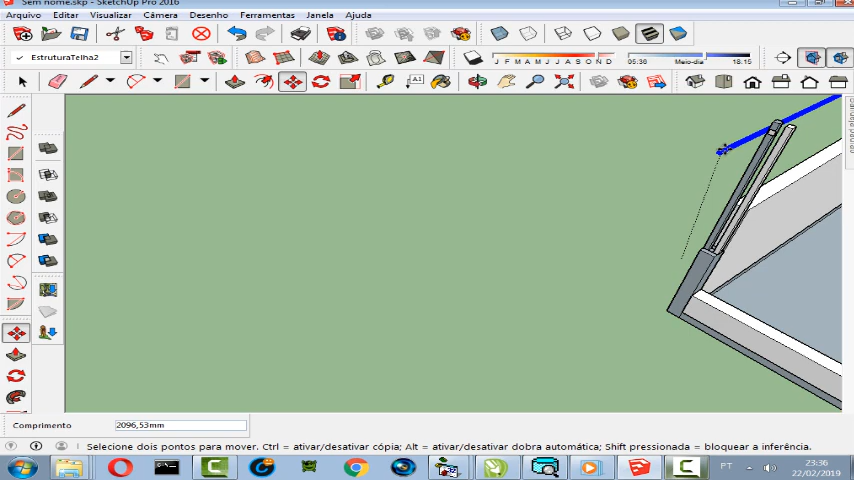 Sem nome.skp - SketchUp Pro 2016
Arquivo Editar Visualizar Câmera Desenho Ferramentas Janela Ajuda
EstruturaTelha2
J F M A M J J A S O N D
05:36 Meio-dia 18:15
A1
Comprimento 2096,53mm
Selecione dois pontos para mover. Ctrl = ativar/desativar cópia; Alt = ativar/desativar dobra automática; Shift pressionada = bloquear a inferência.
PT
23:36
22/02/2019